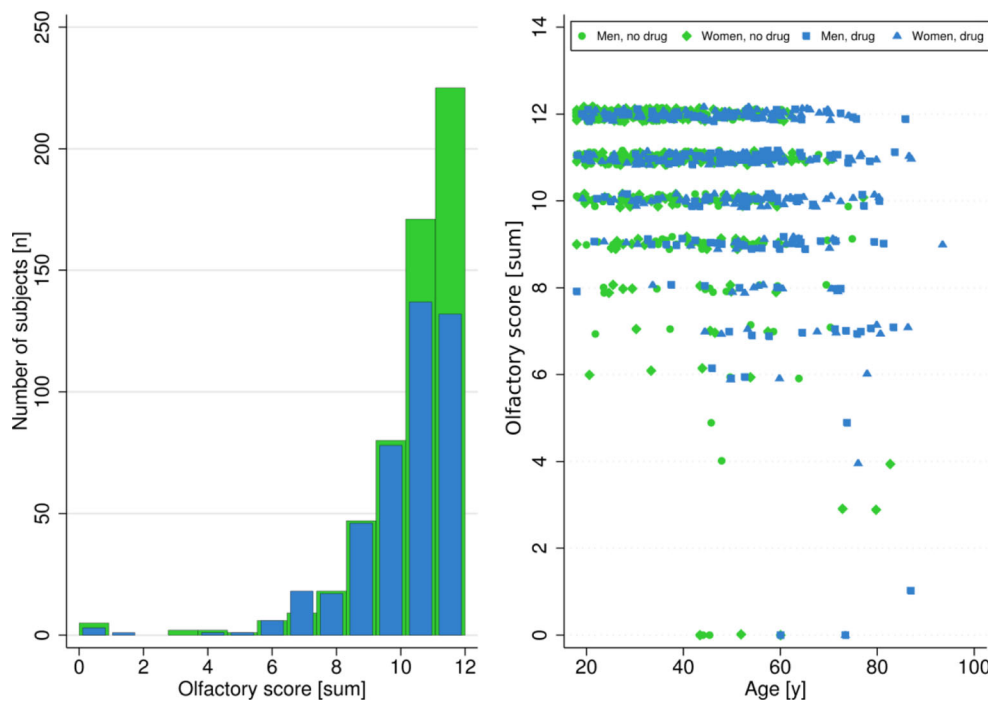 250
200
150
100
50
0
Number of subjects [n]
0 2 4 6 8 10 12
Olfactory score [sum]
Men, no drug Women, no drug Men, drug Women, drug
14
12
10
8
6
4
2
0
Olfactory score [sum]
20 40 60 80 100
Age [y]